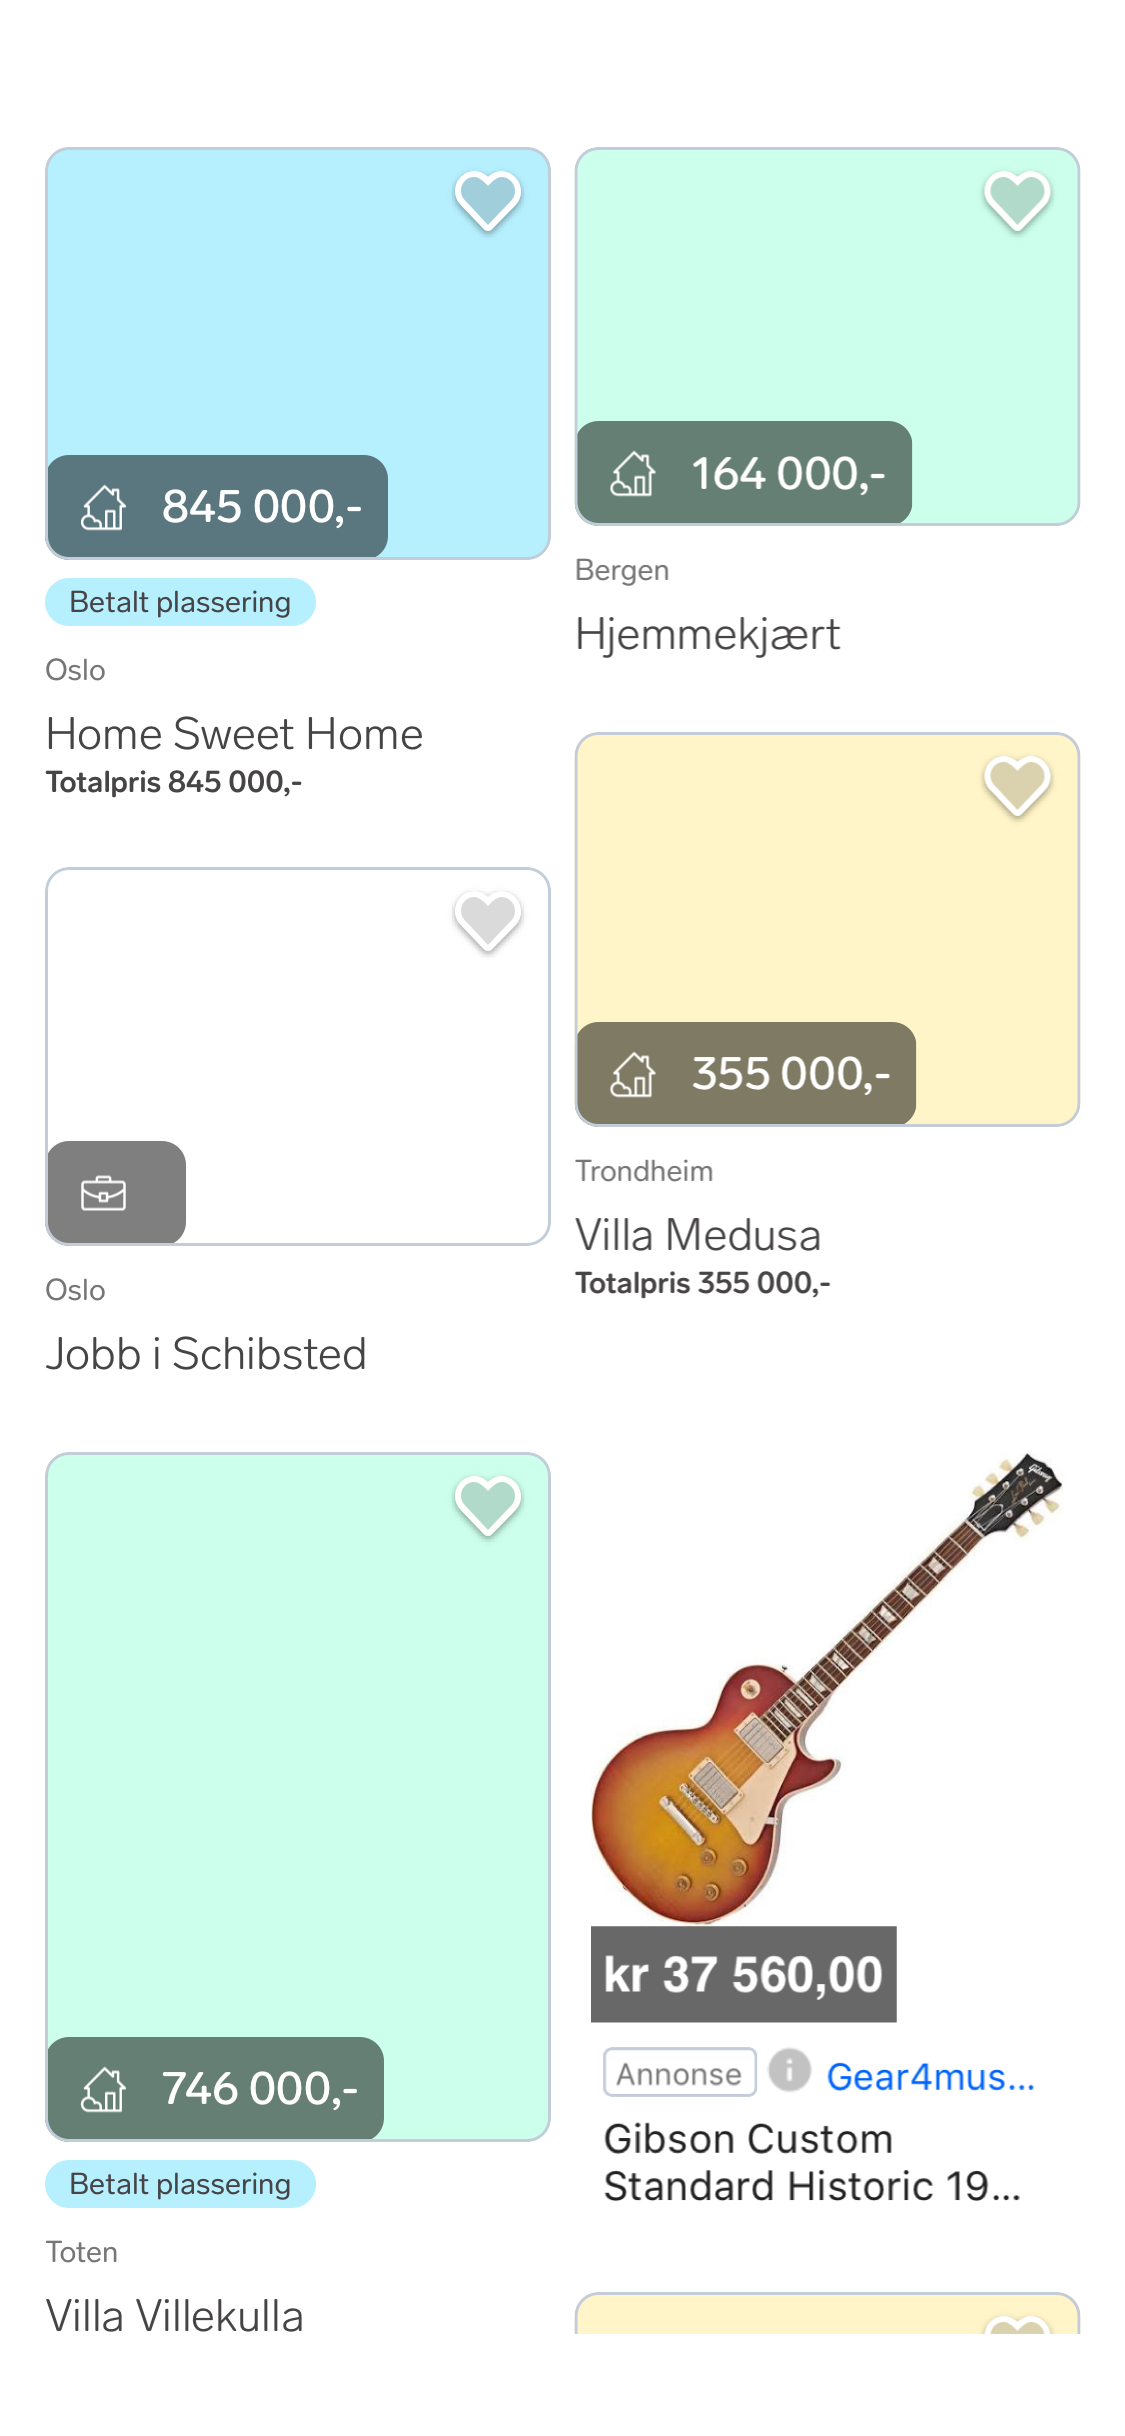 845 000,-
Betalt plassering
Oslo
Home Sweet Home
Totalpris 845 000,-
164 000,-
Bergen
Hjemmekjært
355 000,-
Trondheim
Villa Medusa
Totalpris 355 000,-
Oslo
Jobb i Schibsted
746 000,-
Betalt plassering
Toten
Villa Villekulla
Gibson
kr 37 560,00
Annonse i Gear4mus...
Gibson Custom
Standard Historic 19...